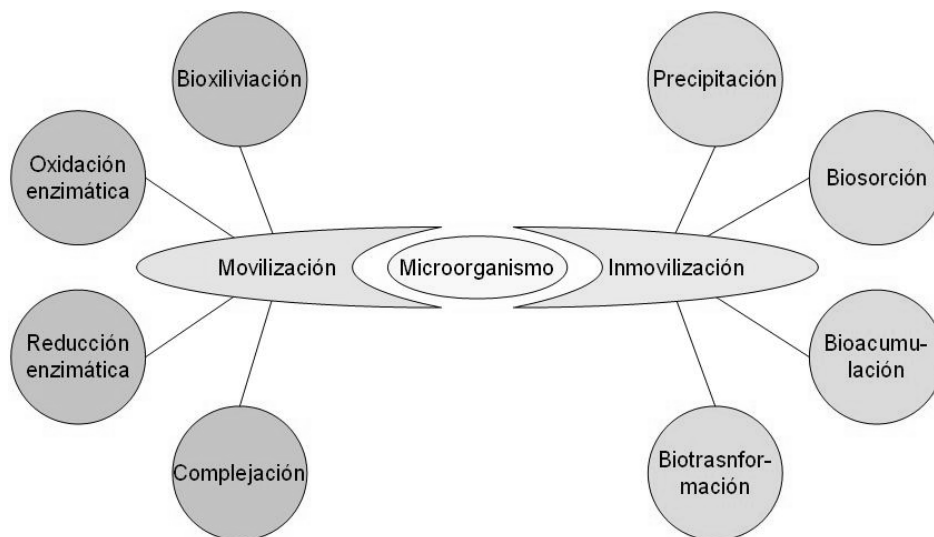 Bioxiliviación
Precipitación
Oxidación
enzimática
Biosorción
Movilización
Microorganismo
Inmovilización
Reducción
enzimática
Bioacumu-
lación
Complejación
Biotrasnfor-
mación